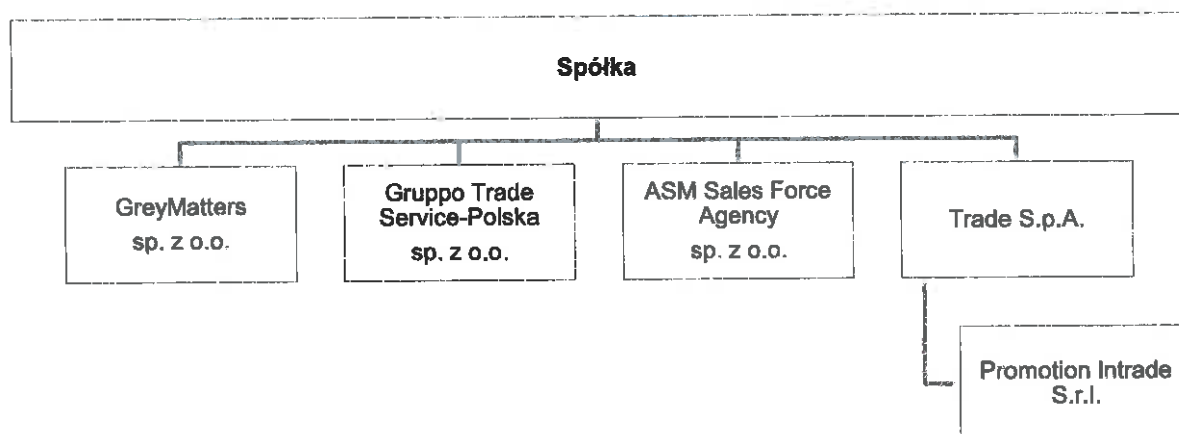 Spółka
GreyMatters
sp. z o.o.
Gruppo Trade
Service-Polska
sp. z o.o.
ASM Sales Force
Agency
sp. z o.o.
Trade S.p.A.
Promotion Intrade
S.r.l.